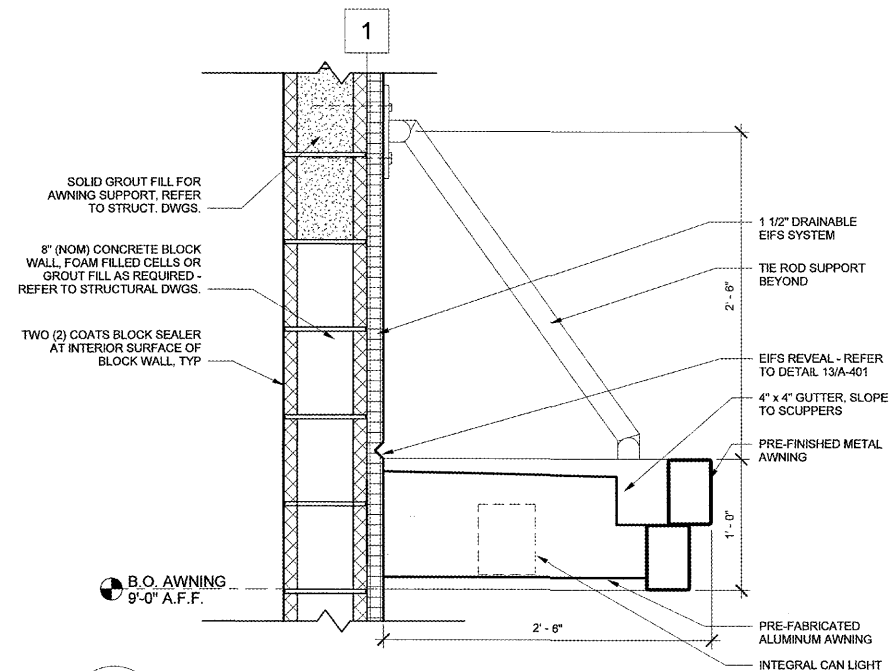 1
SOLID GROUT FILL FOR
AWNING SUPPORT, REFER
TO STRUCT. DWGS.
8" (NOM) CONCRETE BLOCK
WALL, FOAM FILLED CELLS OR
GROUT FILL AS REQUIRED -
REFER TO STRUCTURAL DWGS.
TWO (2) COATS BLOCK SEALER
AT INTERIOR SURFACE OF
BLOCK WALL, TYP
B.O. AWNING
9'-0" A.F.F.
1 1/2" DRAINABLE
EIFS SYSTEM
TIE ROD SUPPORT
BEYOND
2' - 6"
EIFS REVEAL - REFER
TO DETAIL 13/A-401
4" x 4" GUTTER, SLOPE
TO SCUPPERS
PRE-FINISHED METAL
AWNING
1' - 0"
2' - 6"
PRE-FABRICATED
ALUMINUM AWNING
INTEGRAL CAN LIGHT